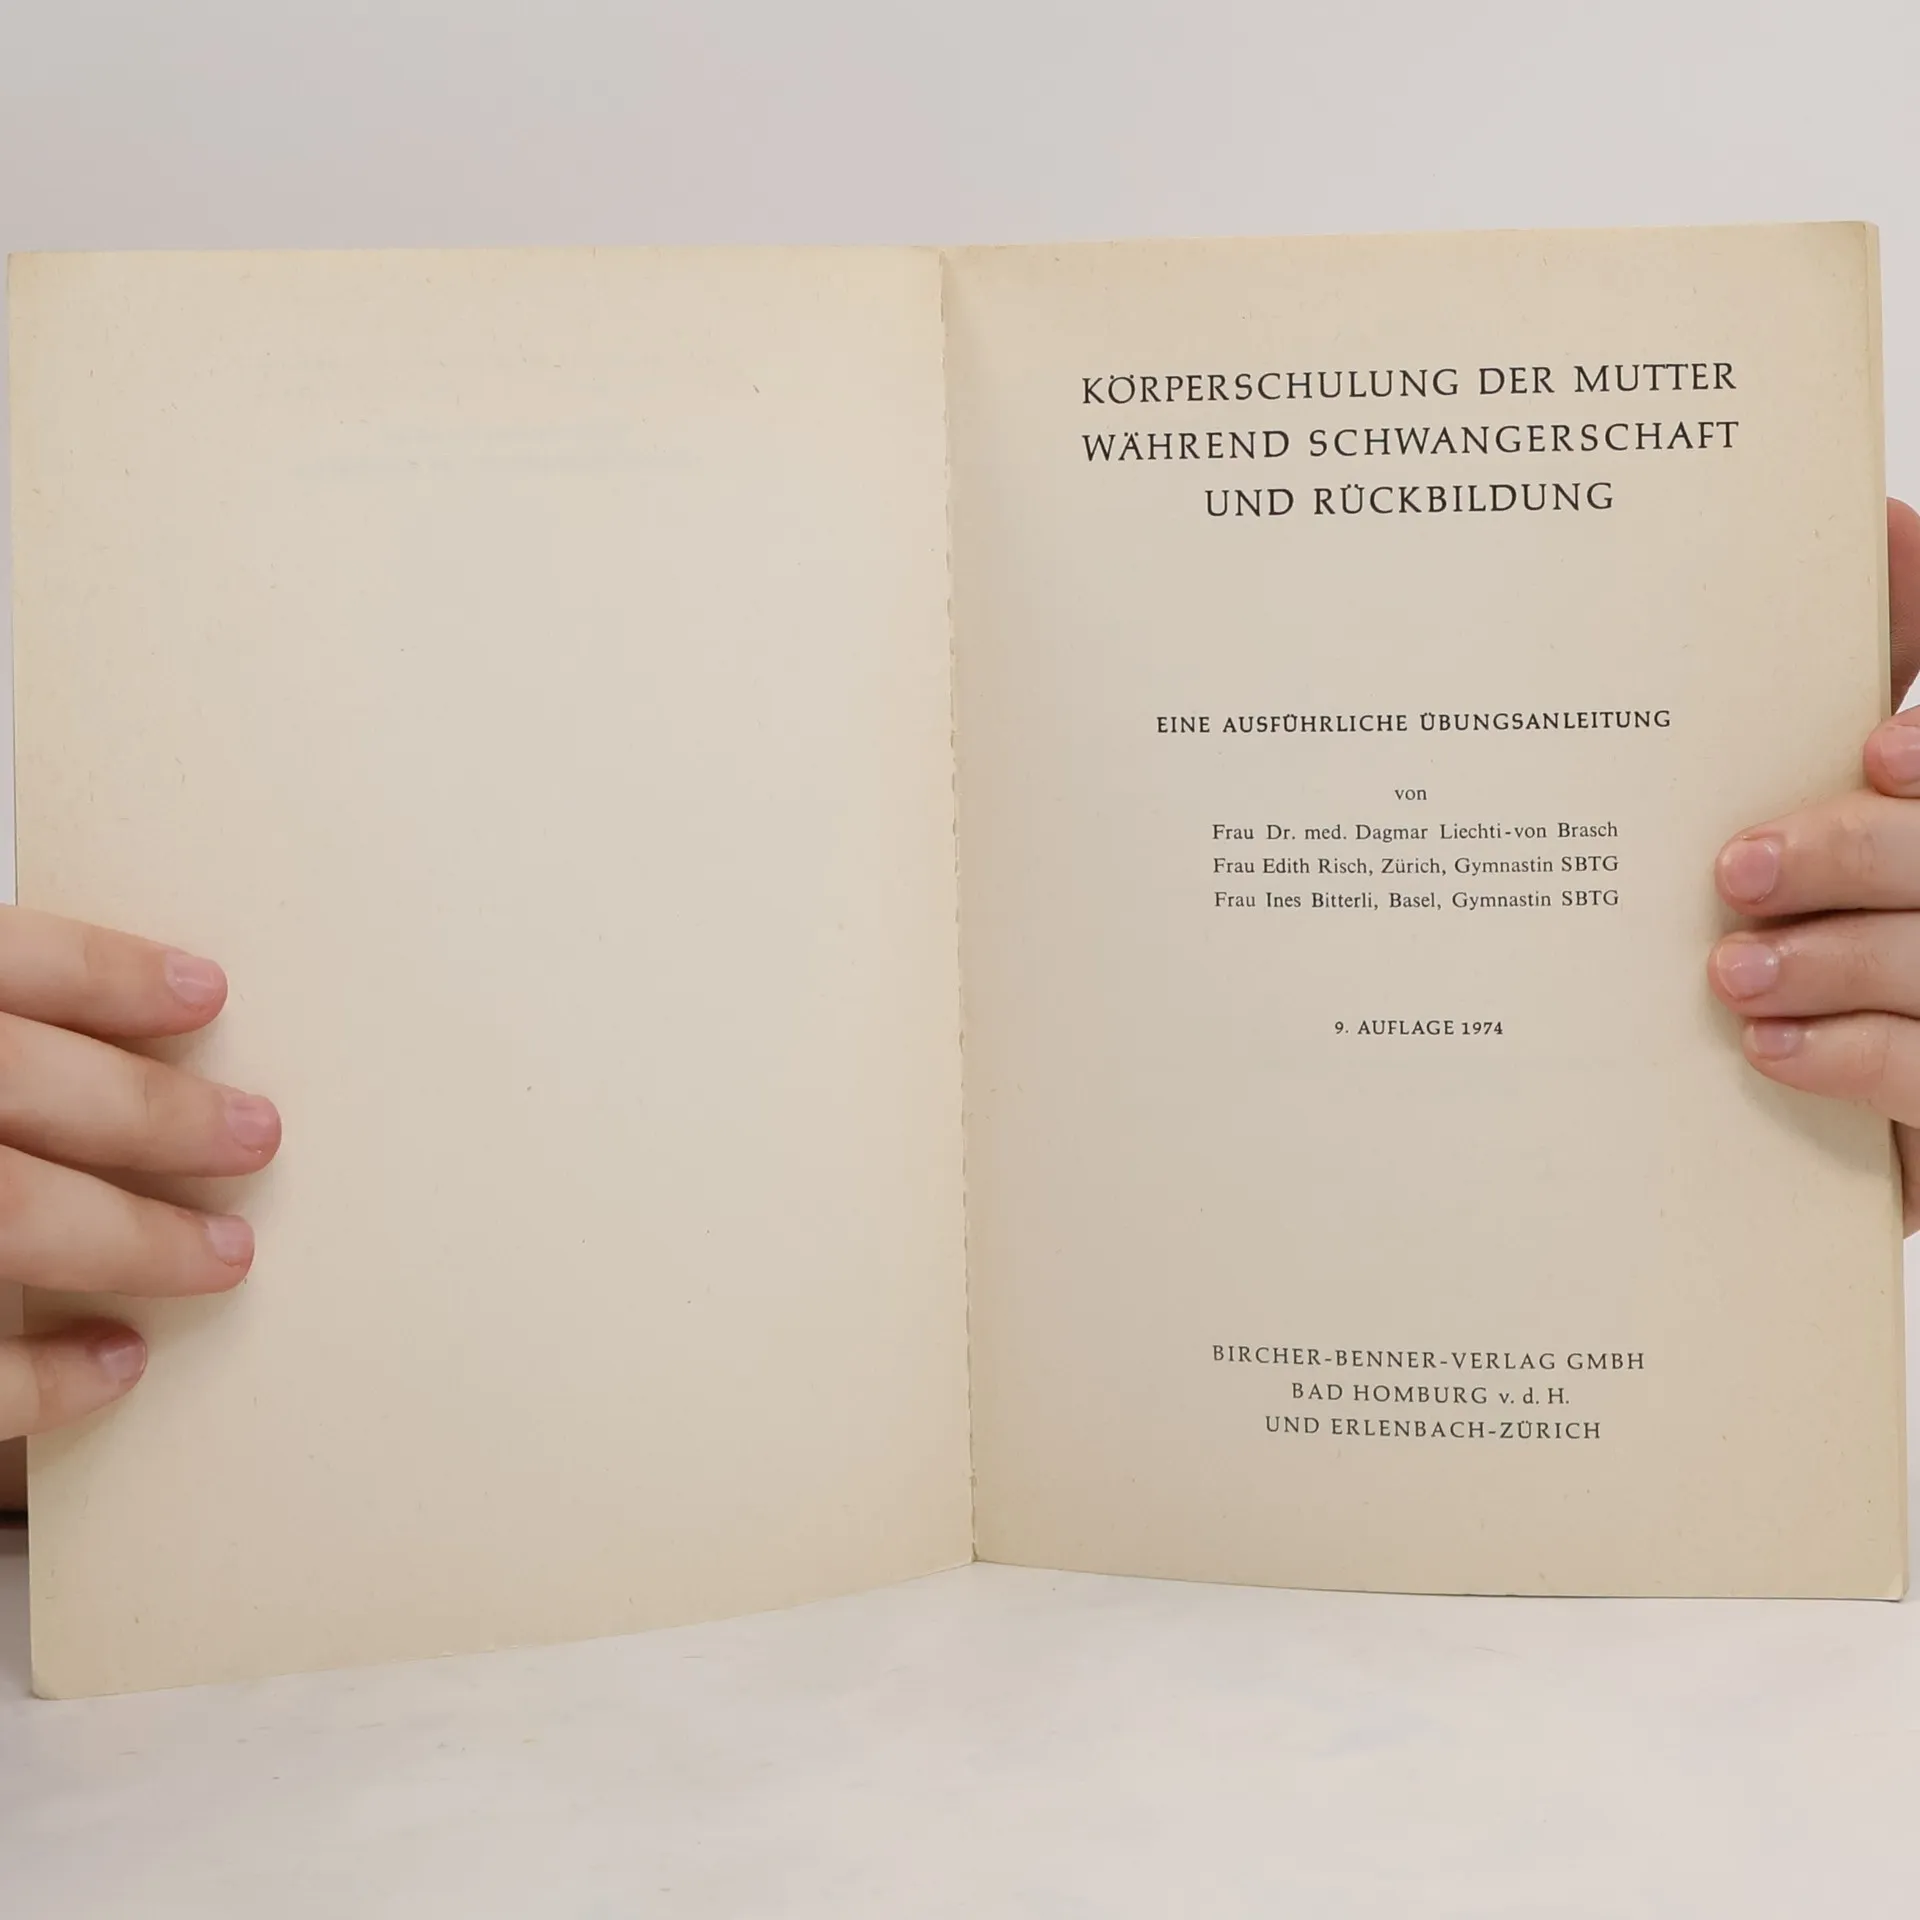 KÖRPERSCHULUNG DER MUTTER
WÄHREND SCHWANGERSCHAFT
UND RÜCKBILDUNG
EINE AUSFÜHRLICHE ÜBUNGSANLEITUNG
von
Frau Dr. med. Dagmar Liechti-von Brasch
Frau Edith Risch, Zürich, Gymnastin SBTG
Frau Ines Bitterli, Basel, Gymnastin SBTG
9. AUFLAGE 1974
BIRCHER-BENNER-VERLAG GMBH
BAD HOMBURG v. d. H.
UND ERLENBACH-ZÜRICH